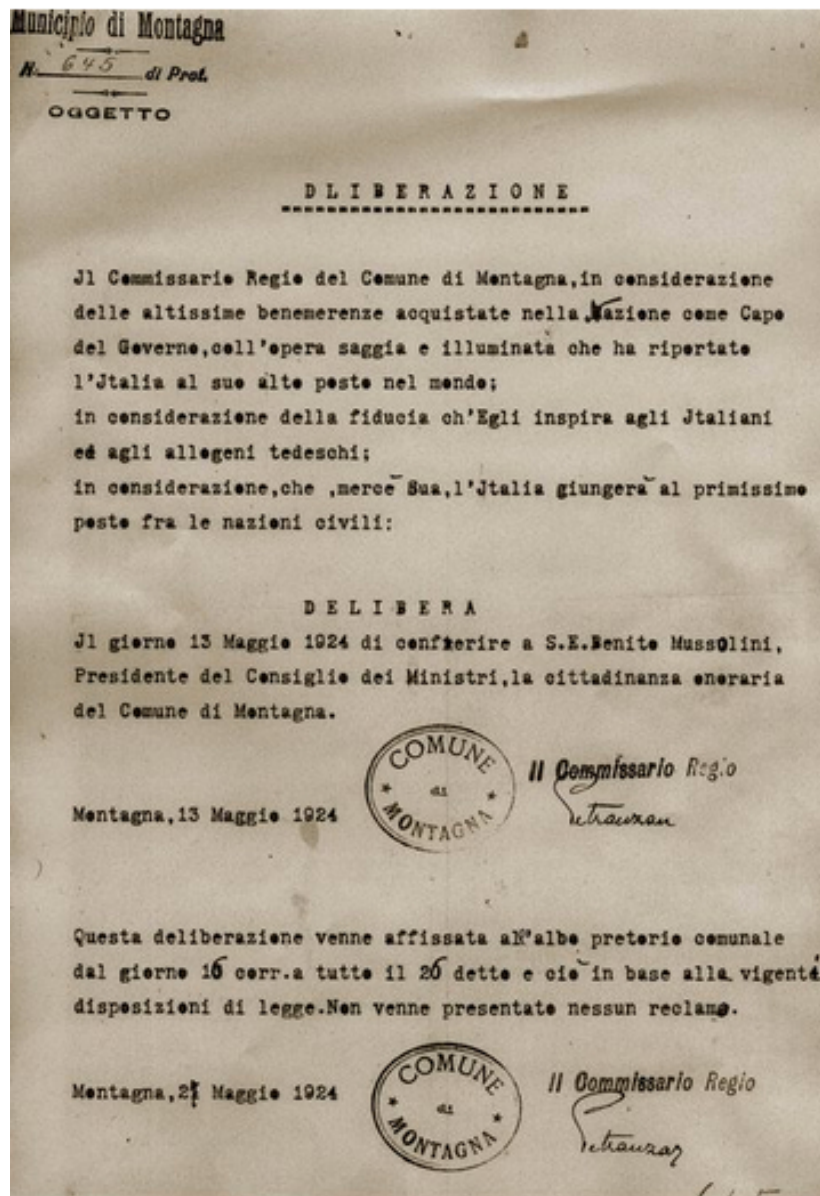 Municipio di Montagna
N. 645 di Prot.
OGGETTO
DLIBERAZIONE
Jl Commissario Regio del Comune di Montagna,in considerazione
delle altissime benemerenze acquistate nella Nazione come Capo
del Governo,coll'opera saggia e illuminata che ha riportato
l'Jtalia al suo alto posto nel mondo;
in considerazione della fiducia ch'Egli inspira agli Jtaliani
ed agli allogeni tedeschi;
in considerazione,che ,mercè Sua,l'Jtalia giungerà al primissimo
posto fra le nazioni civili:
DELIBERA
Jl giorno 13 Maggio 1924 di conferire a S.E.Benito Mussolini,
Presidente del Consiglio dei Ministri,la cittadinanza onoraria
del Comune di Montagna.
COMUNE di MONTAGNA
Il Commissario Regio
Montagna,13 Maggio 1924
Questa deliberazione venne affissata all'albo pretorio comunale
dal giorno 16 corr.a tutto il 26 detto e ciò in base alla vigenti
disposizioni di legge.Non venne presentato nessun reclamo.
COMUNE di MONTAGNA
Il Commissario Regio
Montagna, Maggio 1924